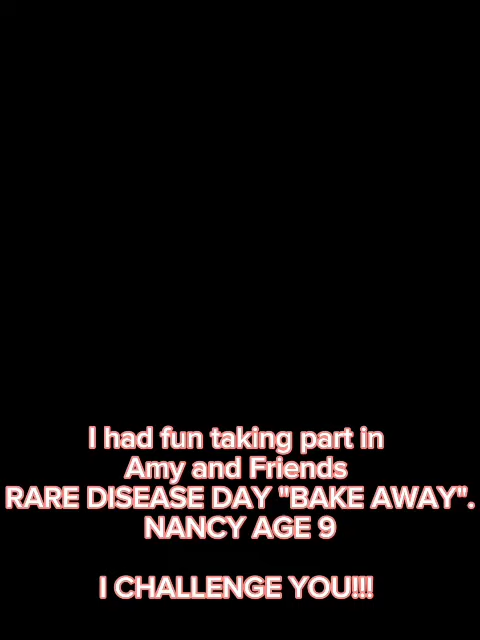 I had fun taking part in
Amy and Friends
RARE DISEASE DAY "BAKE AWAY".
NANCY AGE 9
I CHALLENGE YOU!!!